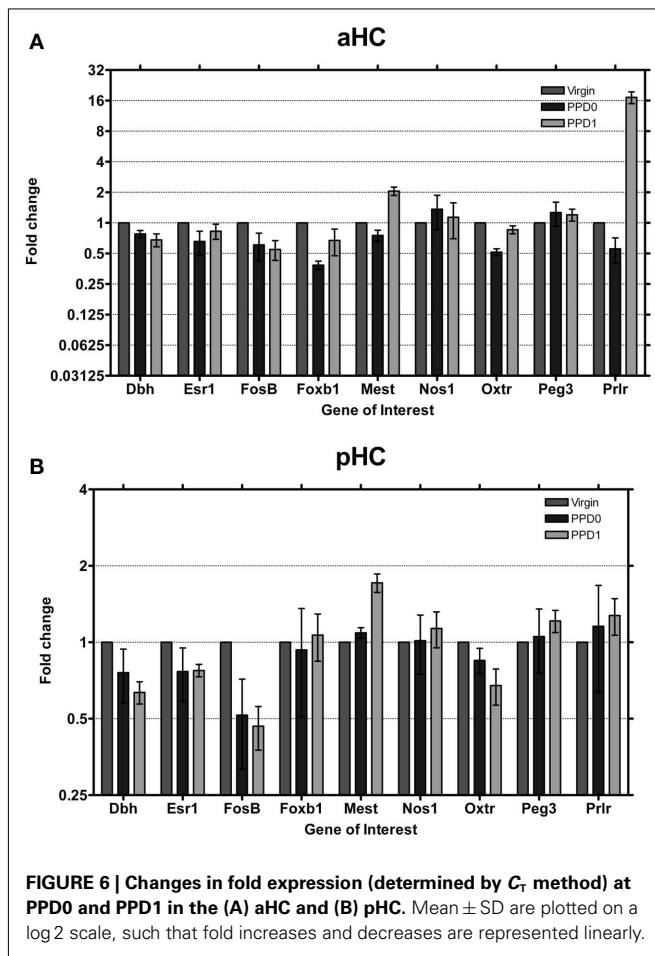 A
aHC
32
16
8
4
2
1
0.5
0.25
0.125
0.0625
0.03125
Fold change
Virgin
PPD0
PPD1
Dbh Esr1 FosB Foxb1 Mest Nos1 Oxtr Peg3 Prlr
Gene of Interest
B
pHC
4
2
1
0.5
0.25
Fold change
Virgin
PPD0
PPD1
Dbh Esr1 FosB Foxb1 Mest Nos1 Oxtr Peg3 Prlr
Gene of Interest
FIGURE 6 | Changes in fold expression (determined by CT method) at
PPD0 and PPD1 in the (A) aHC and (B) pHC. Mean ± SD are plotted on a
log 2 scale, such that fold increases and decreases are represented linearly.